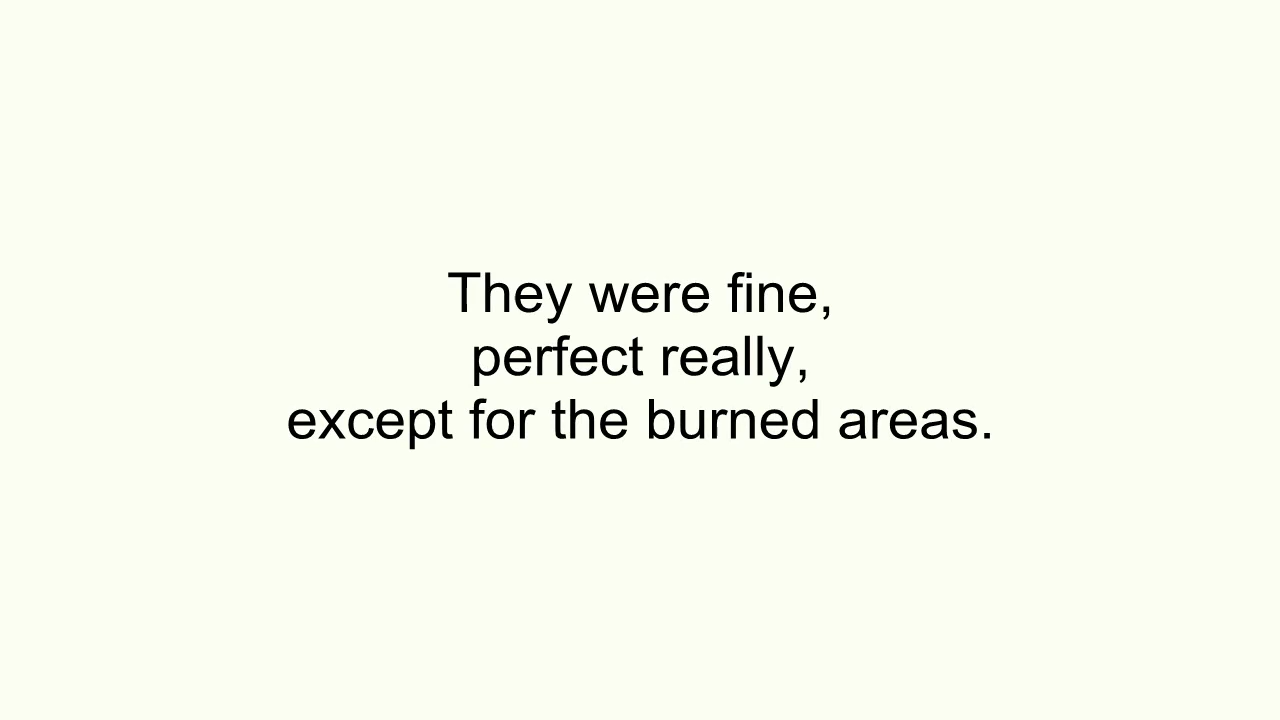 They were fine,
perfect really,
except for the burned areas.